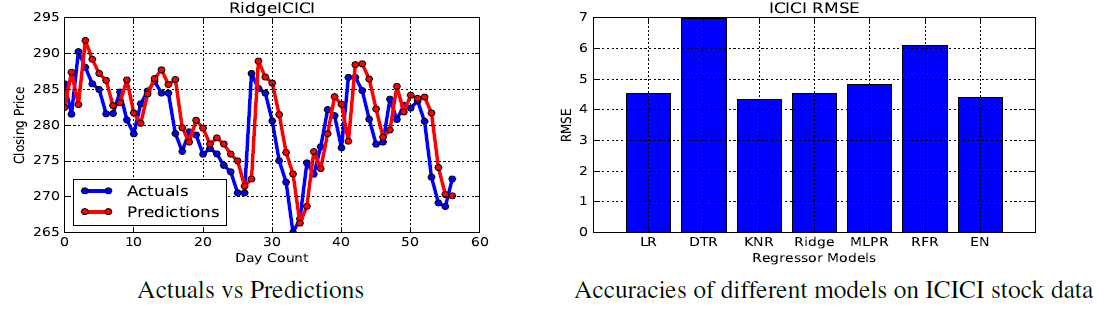 RidgeICICI
295
290
285
280
275
270
265
Closing Price
Actuals
Predictions
0 10 20 30 40 50 60
Day Count
Actuals vs Predictions
ICICI RMSE
7
6
5
4
3
2
1
0
RMSE
LR DTR KNR Ridge MLPR RFR EN
Regressor Models
Accuracies of different models on ICICI stock data